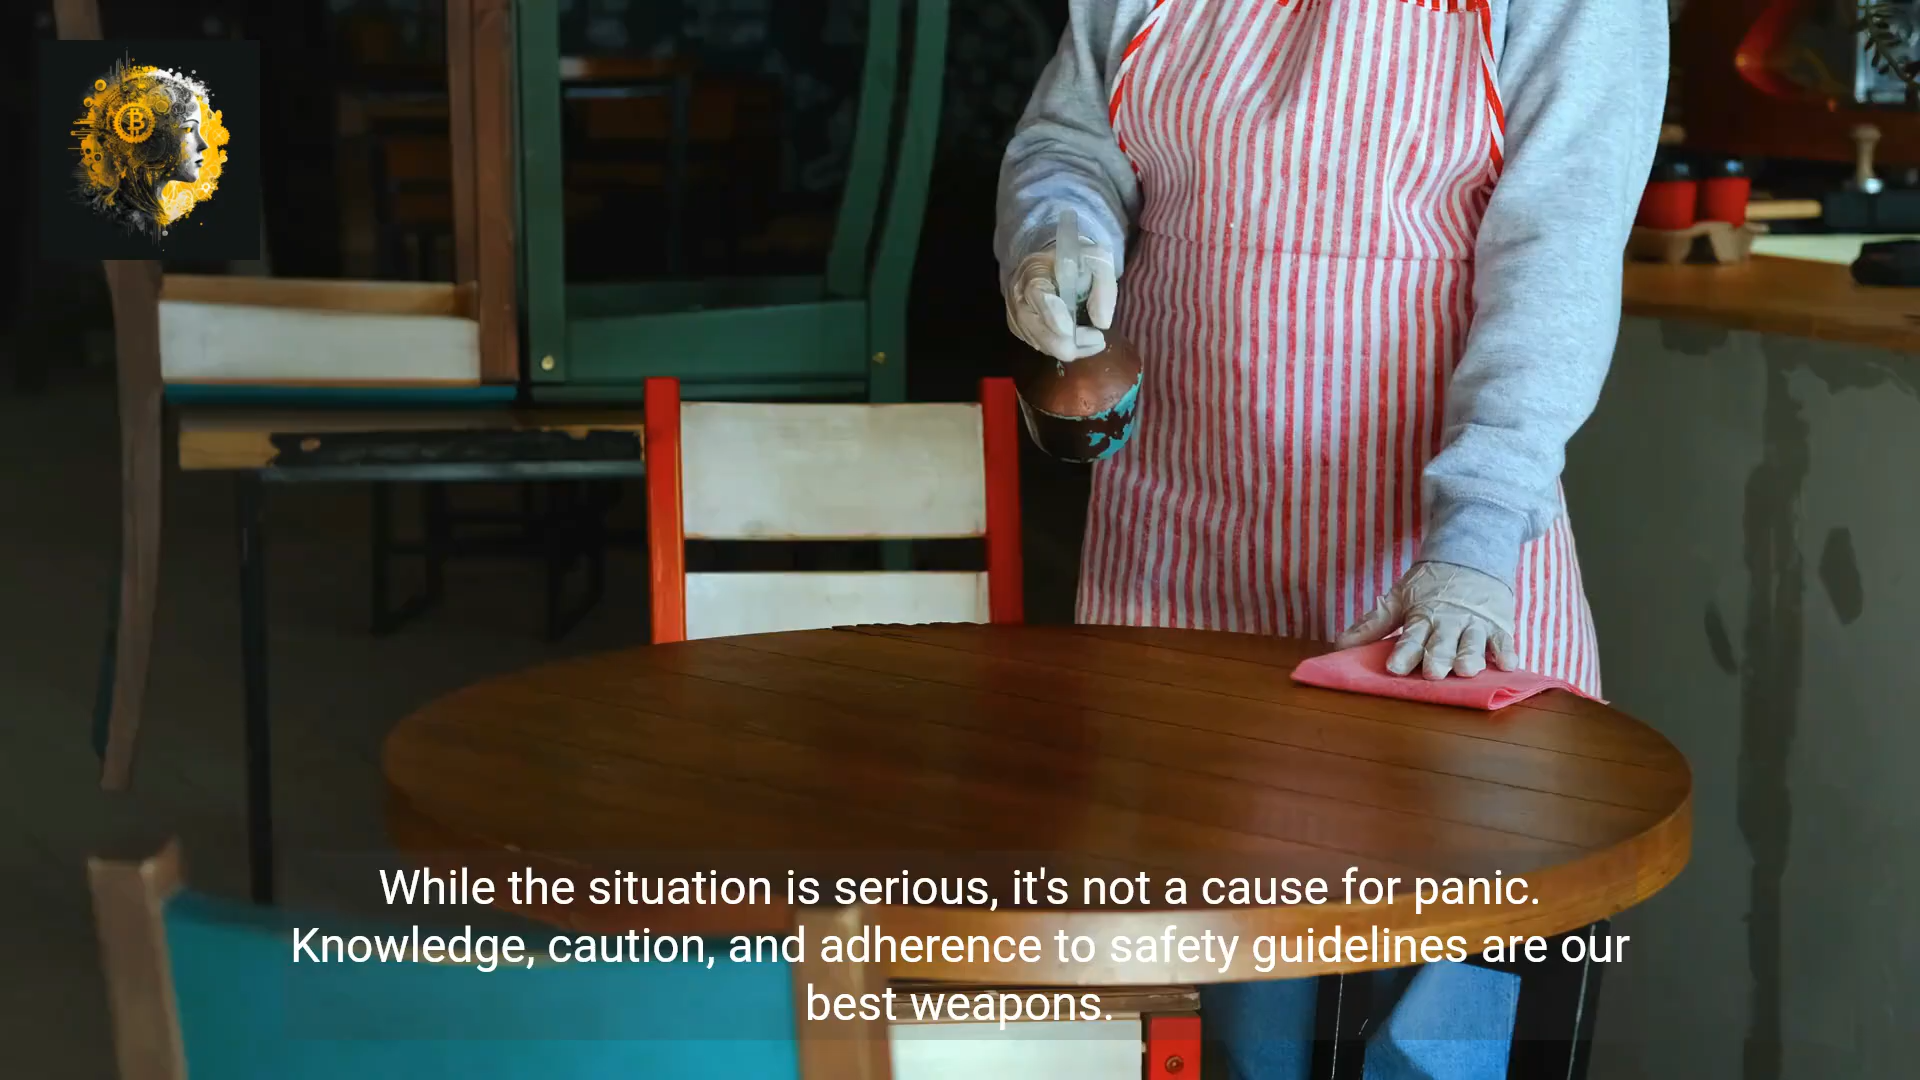 While the situation is serious, it's not a cause for panic.
Knowledge, caution, and adherence to safety guidelines are our
best weapons.